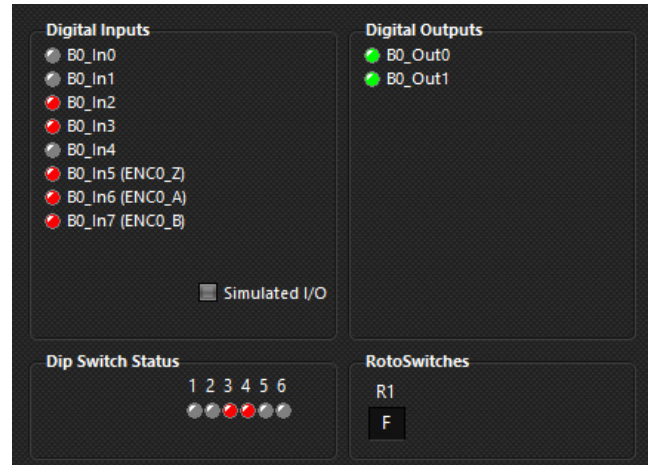 Digital Inputs
B0_In0
B0_In1
B0_In2
B0_In3
B0_In4
B0_In5 (ENC0_Z)
B0_In6 (ENC0_A)
B0_In7 (ENC0_B)
Simulated I/O
Digital Outputs
B0_Out0
B0_Out1
Dip Switch Status
1 2 3 4 5 6
RotoSwitches
R1
F